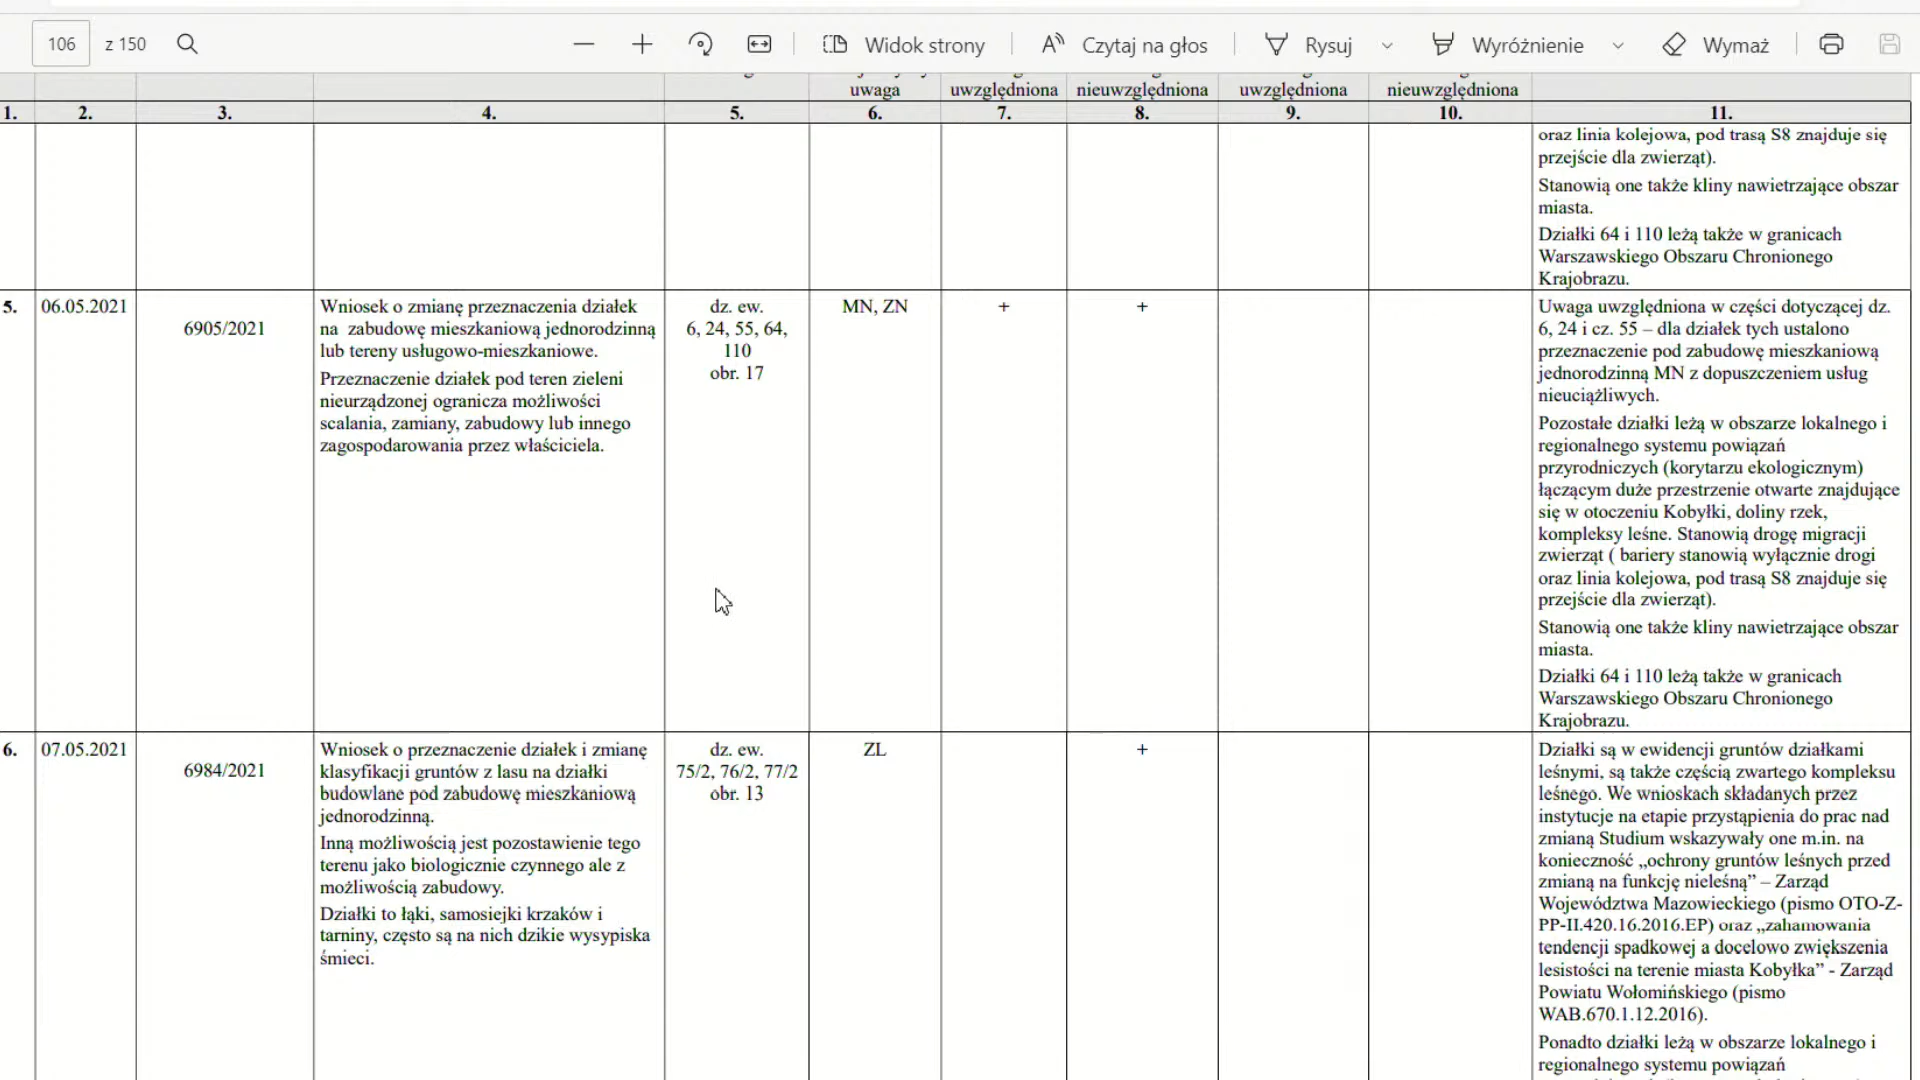 106 z 150 Widok strony Czytaj na głos Rysuj Wyróżnienie Wymaż
uwaga uwzględniona nieuwzględniona uwzględniona nieuwzględniona
1. 2. 3. 4. 5. 6. 7. 8. 9. 10. 11.
oraz linia kolejowa, pod trasą S8 znajduje się
przejście dla zwierząt).
Stanowią one także kliny nawietrzające obszar
miasta.
Działki 64 i 110 leżą także w granicach
Warszawskiego Obszaru Chronionego
Krajobrazu.
5. 06.05.2021
6905/2021
Wniosek o zmianę przeznaczenia działek
na zabudowę mieszkaniową jednorodzinną
lub tereny usługowo-mieszkaniowe.
Przeznaczenie działek pod teren zieleni
nieurządzonej ogranicza możliwości
scalania, zamiany, zabudowy lub innego
zagospodarowania przez właściciela.
dz. ew.
6, 24, 55, 64,
110
obr. 17
MN, ZN
+ +
Uwaga uwzględniona w części dotyczącej dz.
6, 24 i cz. 55 – dla działek tych ustalono
przeznaczenie pod zabudowę mieszkaniową
jednorodzinną MN z dopuszczeniem usług
nieuciążliwych.
Pozostałe działki leżą w obszarze lokalnego i
regionalnego systemu powiązań
przyrodniczych (korytarzu ekologicznym)
łączącym duże przestrzenie otwarte znajdujące
się w otoczeniu Kobyłki, doliny rzek,
kompleksy leśne. Stanowią drogę migracji
zwierząt ( bariery stanowią wyłącznie drogi
oraz linia kolejowa, pod trasą S8 znajduje się
przejście dla zwierząt).
Stanowią one także kliny nawietrzające obszar
miasta.
Działki 64 i 110 leżą także w granicach
Warszawskiego Obszaru Chronionego
Krajobrazu.
6. 07.05.2021
6984/2021
Wniosek o przeznaczenie działek i zmianę
klasyfikacji gruntów z lasu na działki
budowlane pod zabudowę mieszkaniową
jednorodzinną.
Inną możliwością jest pozostawienie tego
terenu jako biologicznie czynnego ale z
możliwością zabudowy.
Działki to łąki, samosiejki krzaków i
tarniny, często są na nich dzikie wysypiska
śmieci.
dz. ew.
75/2, 76/2, 77/2
obr. 13
ZL
+
Działki są w ewidencji gruntów działkami
leśnymi, są także częścią zwartego kompleksu
leśnego. We wnioskach składanych przez
instytucje na etapie przystąpienia do prac nad
zmianą Studium wskazywały one m.in. na
konieczność „ochrony gruntów leśnych przed
zmianą na funkcję nieleśną” – Zarząd
Województwa Mazowieckiego (pismo OTO-Z-
PP-II.420.16.2016.EP) oraz „zahamowania
tendencji spadkowej a docelowo zwiększenia
lesistości na terenie miasta Kobyłka” - Zarząd
Powiatu Wołomińskiego (pismo
WAB.670.1.12.2016).
Ponadto działki leżą w obszarze lokalnego i
regionalnego systemu powiązań